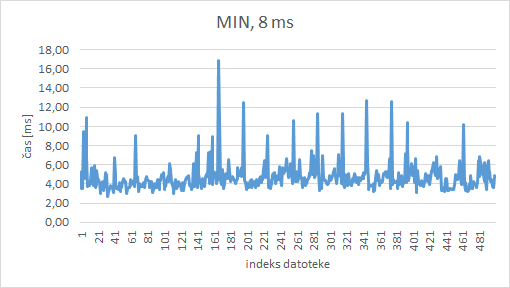 MIN, 8 ms
18,00
16,00
14,00
12,00
10,00
8,00
6,00
4,00
2,00
0,00
čas [ms]
1 21 41 61 81 101 121 141 161 181 201 221 241 261 281 301 321 341 361 381 401 421 441 461 481
indeks datoteke